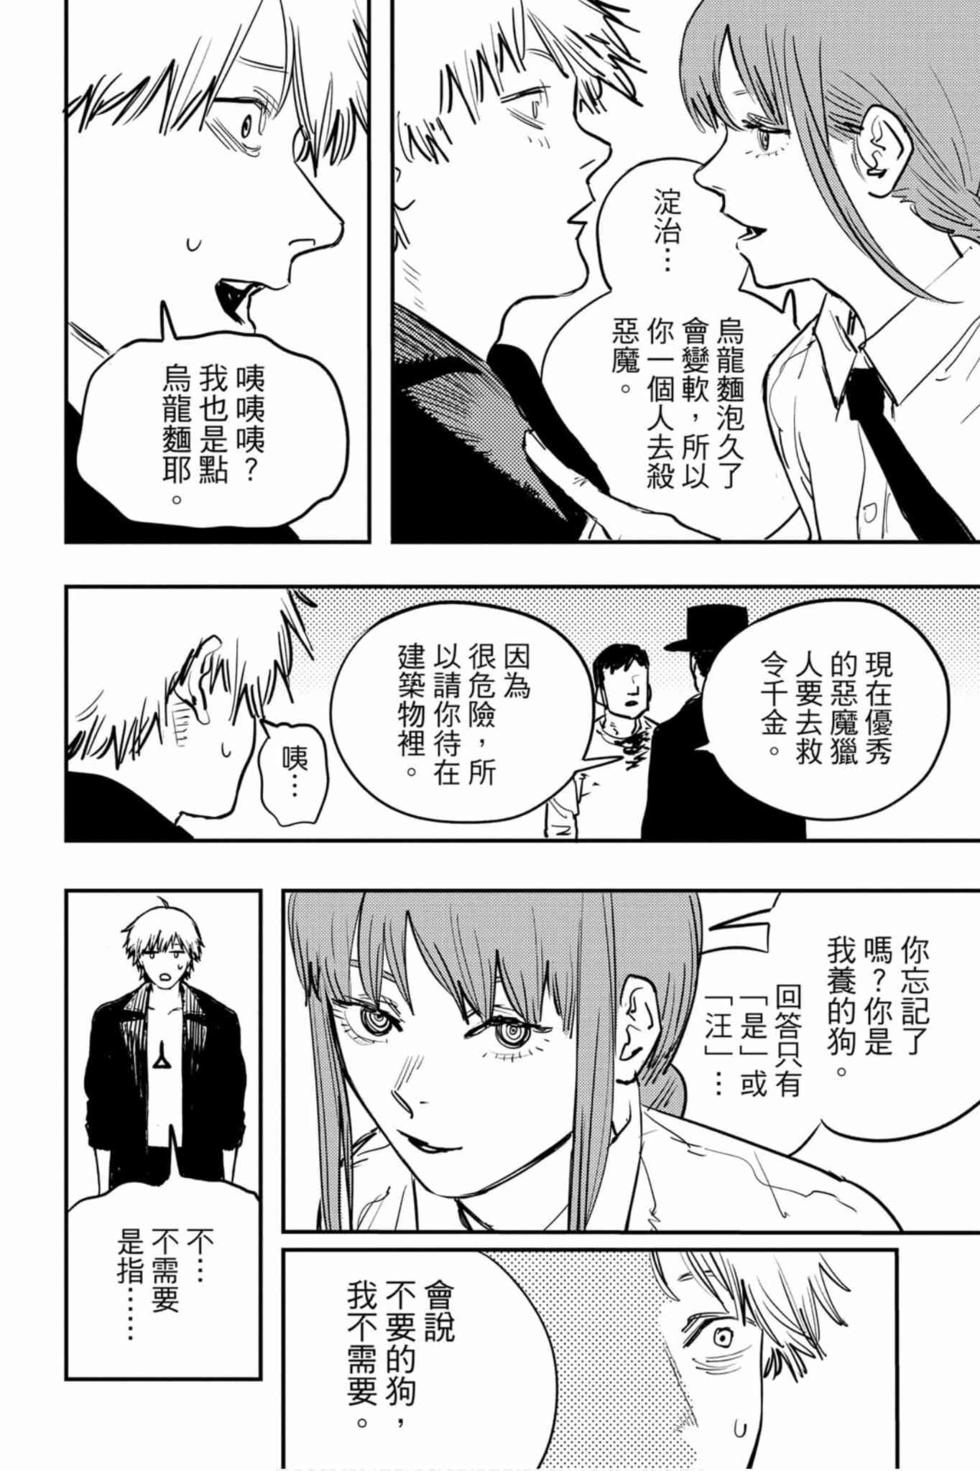 淀治…
烏龍麵泡久了
會變軟，所以
你一個人去殺
惡魔。
咦咦咦？
我也是點
烏龍麵耶。
現在優秀
的惡魔獵
人要去救
令千金。
因為
很危險，所
以請你待在
建築物裡。
咦…
你忘記了
嗎？你是
我養的狗。
回答只有
「是」或
「汪」…
會說
不要的狗，
我不需要。
不…
不需要
是指……